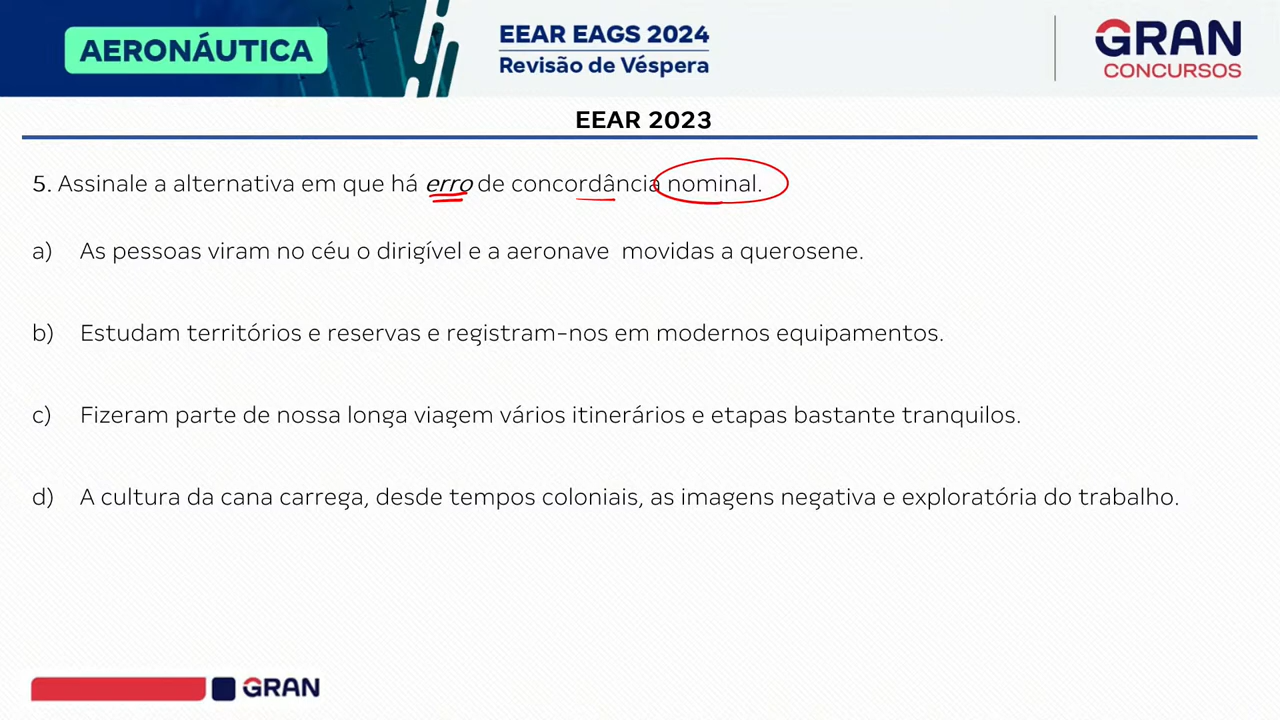 AERONÁUTICA
EEAR EAGS 2024
Revisão de Véspera
GRAN
CONCURSOS
EEAR 2023
5. Assinale a alternativa em que há erro de concordância nominal.
a) As pessoas viram no céu o dirigível e a aeronave movidas a querosene.
b) Estudam territórios e reservas e registram-nos em modernos equipamentos.
c) Fizeram parte de nossa longa viagem vários itinerários e etapas bastante tranquilos.
d) A cultura da cana carrega, desde tempos coloniais, as imagens negativa e exploratória do trabalho.
GRAN